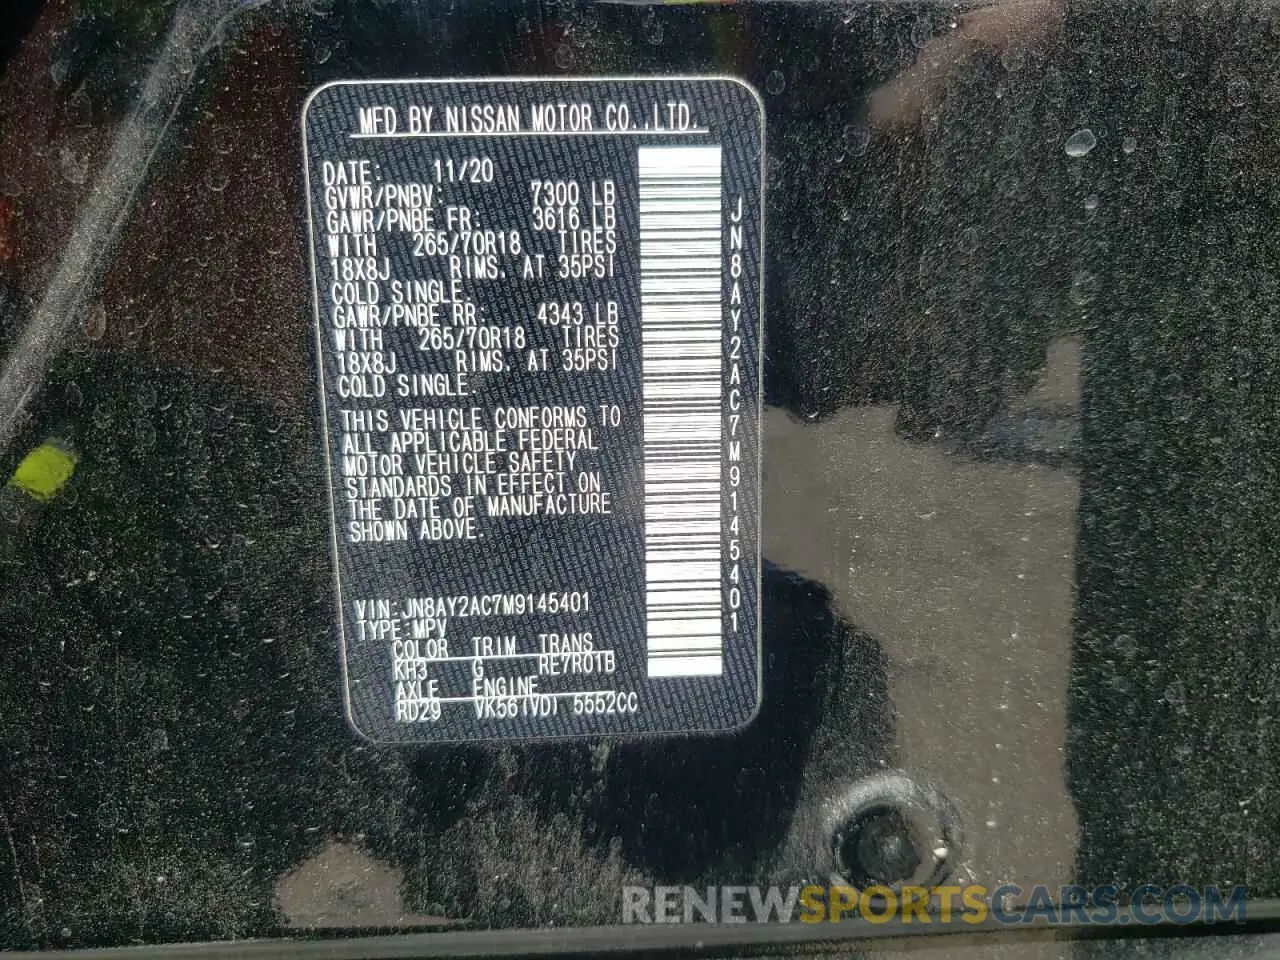 MFD BY NISSAN MOTOR CO.,LTD.
DATE: 11/20
GVWR/PNBV: 7300 LB
GAWR/PNBE FR: 3616 LB
WITH 265/70R18 TIRES
18X8J RIMS. AT 35PSI
COLD SINGLE.
GAWR/PNBE RR: 4343 LB
WITH 265/70R18 TIRES
18X8J RIMS. AT 35PSI
COLD SINGLE.
THIS VEHICLE CONFORMS TO
ALL APPLICABLE FEDERAL
MOTOR VEHICLE SAFETY
STANDARDS IN EFFECT ON
THE DATE OF MANUFACTURE
SHOWN ABOVE.
VIN:JN8AY2AC7M9145401
TYPE:MPV
COLOR TRIM TRANS
KH3 G RE7R01B
AXLE ENGINE
RD29 VK56(VD) 5552CC
JN8AY2AC7M9145401
RENEWSPORTSCARS.COM